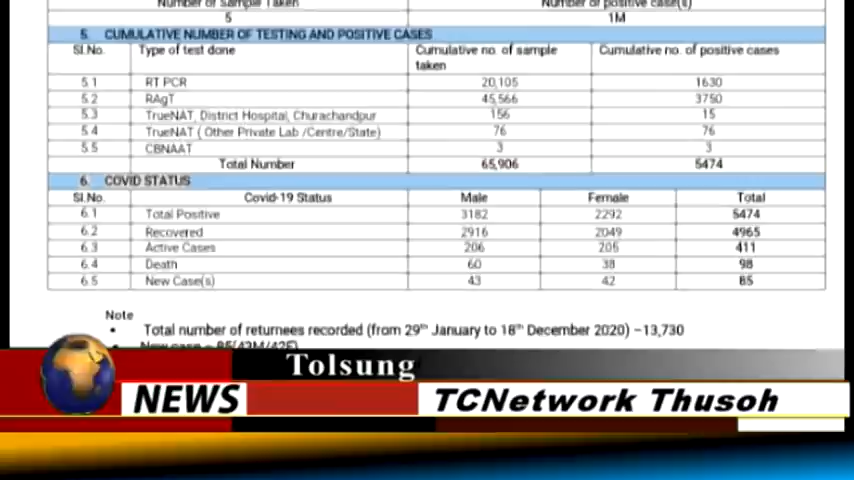 Number of Sample Taken Number of positive case(s)
5 1M
5. CUMULATIVE NUMBER OF TESTING AND POSITIVE CASES
Sl.No. Type of test done Cumulative no. of sample taken Cumulative no. of positive cases
5.1 RT PCR 20,105 1630
5.2 RAgT 45,566 3750
5.3 TrueNAT, District Hospital, Churachandpur 156 15
5.4 TrueNAT ( Other Private Lab /Centre/State) 76 76
5.5 CBNAAT 3 3
Total Number 65,906 5474
6. COVID STATUS
Sl.No. Covid-19 Status Male Female Total
6.1 Total Positive 3182 2292 5474
6.2 Recovered 2916 2049 4965
6.3 Active Cases 206 205 411
6.4 Death 60 38 98
6.5 New Case(s) 43 42 85
Note
• Total number of returnees recorded (from 29th January to 18th December 2020) –13,730
• New case – 85(43M/42F)
Tolsung
NEWS TCNetwork Thusoh